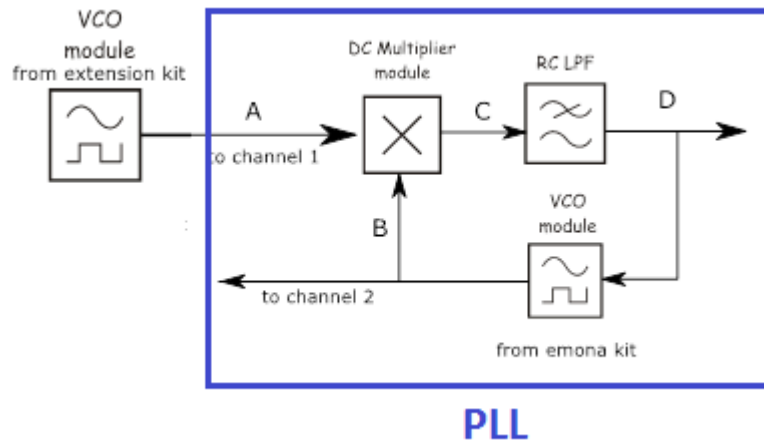 VCO
module
from extension kit
DC Multiplier
module
RC LPF
A
to channel 1
C
D
B
VCO
module
to channel 2
from emona kit
PLL